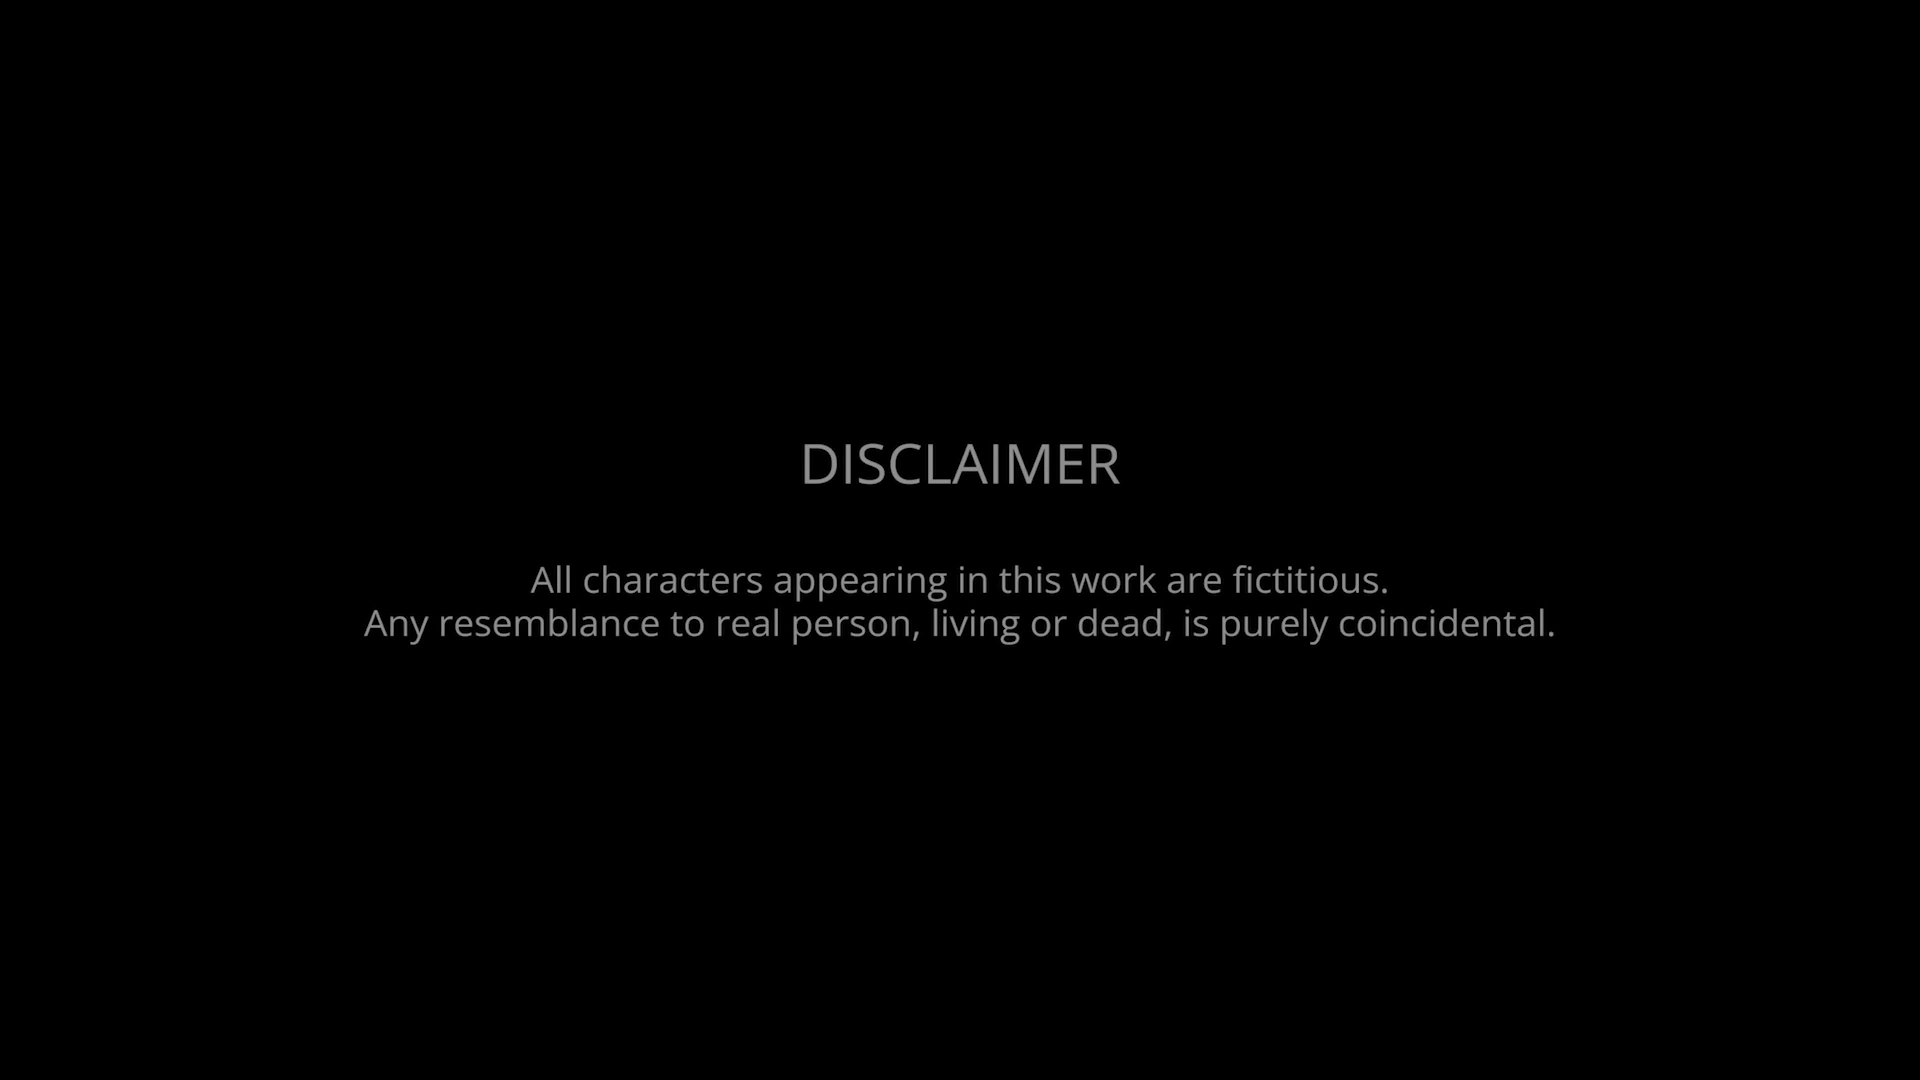 DISCLAIMER
All characters appearing in this work are fictitious.
Any resemblance to real person, living or dead, is purely coincidental.